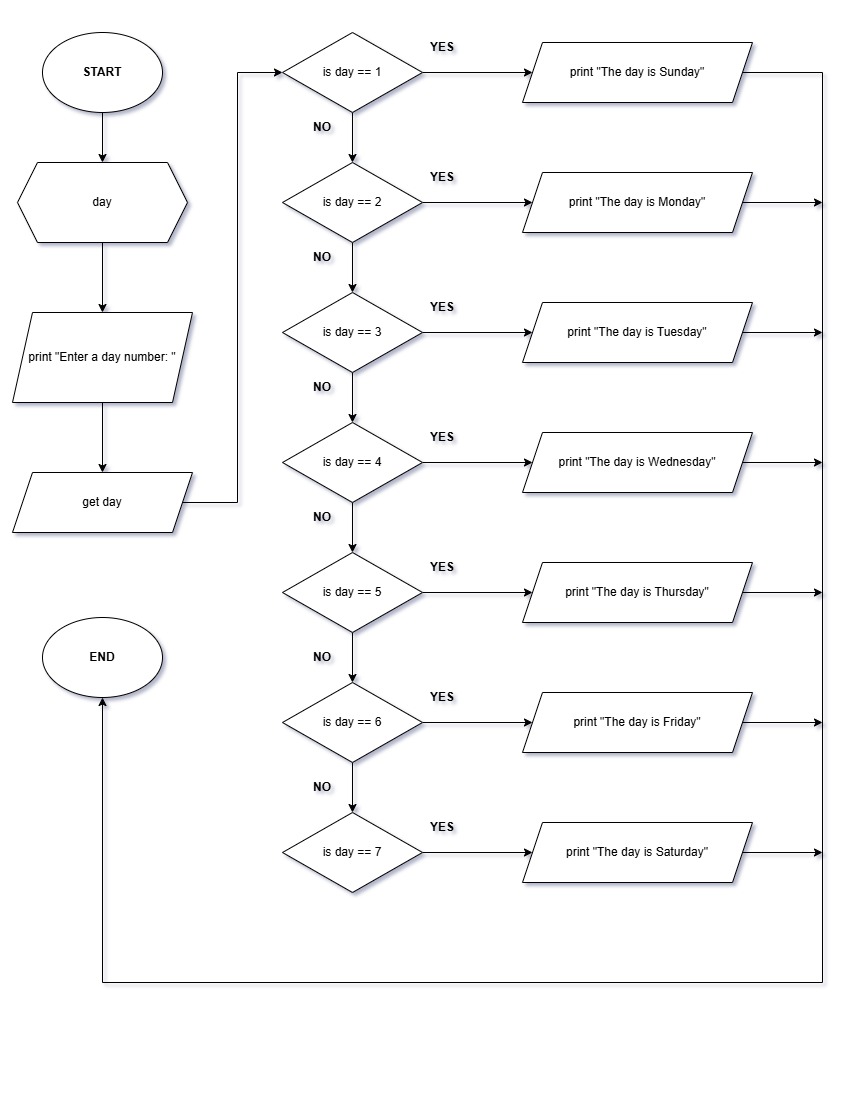 START
day
print "Enter a day number: "
get day
END
is day == 1
YES
print "The day is Sunday"
NO
is day == 2
YES
print "The day is Monday"
NO
is day == 3
YES
print "The day is Tuesday"
NO
is day == 4
YES
print "The day is Wednesday"
NO
is day == 5
YES
print "The day is Thursday"
NO
is day == 6
YES
print "The day is Friday"
NO
is day == 7
YES
print "The day is Saturday"